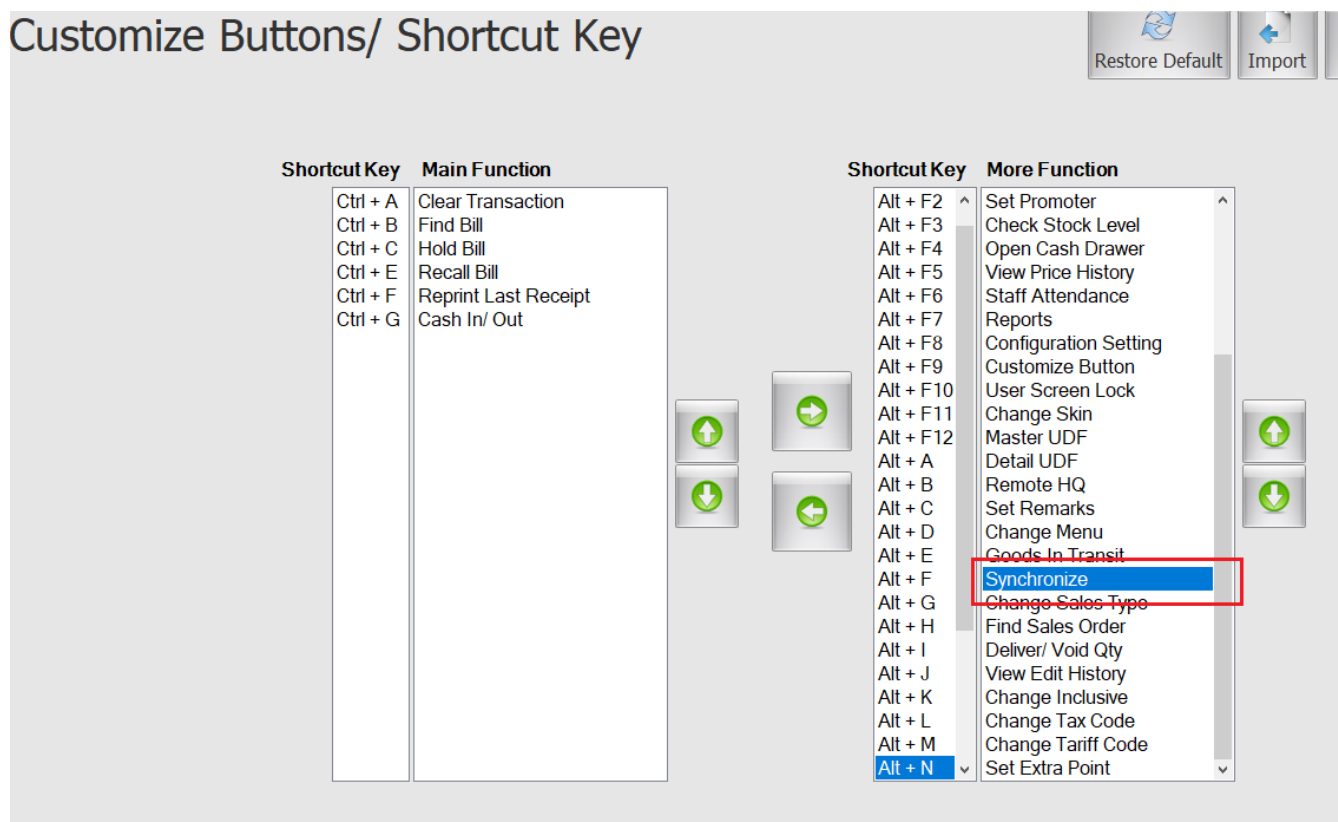 Customize Buttons/ Shortcut Key
Restore Default
Import
Shortcut Key Main Function
Ctrl + A Clear Transaction
Ctrl + B Find Bill
Ctrl + C Hold Bill
Ctrl + E Recall Bill
Ctrl + F Reprint Last Receipt
Ctrl + G Cash In/ Out
Shortcut Key More Function
Alt + F2 Set Promoter
Alt + F3 Check Stock Level
Alt + F4 Open Cash Drawer
Alt + F5 View Price History
Alt + F6 Staff Attendance
Alt + F7 Reports
Alt + F8 Configuration Setting
Alt + F9 Customize Button
Alt + F10 User Screen Lock
Alt + F11 Change Skin
Alt + F12 Master UDF
Alt + A Detail UDF
Alt + B Remote HQ
Alt + C Set Remarks
Alt + D Change Menu
Alt + E Goods In Transit
Alt + F Synchronize
Alt + G Change Sales Type
Alt + H Find Sales Order
Alt + I Deliver/ Void Qty
Alt + J View Edit History
Alt + K Change Inclusive
Alt + L Change Tax Code
Alt + M Change Tariff Code
Alt + N Set Extra Point